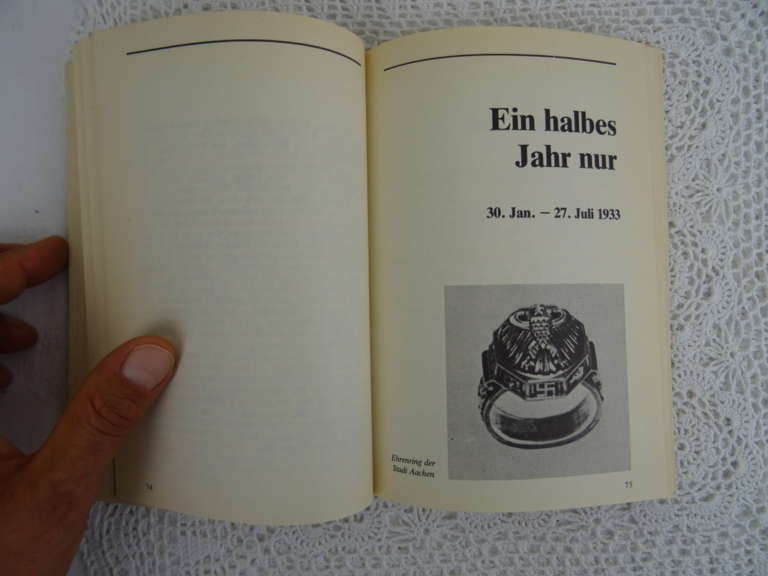 Ein halbes
Jahr nur
30. Jan. — 27. Juli 1933
Ehrenring der
Stadt Aachen
74
75